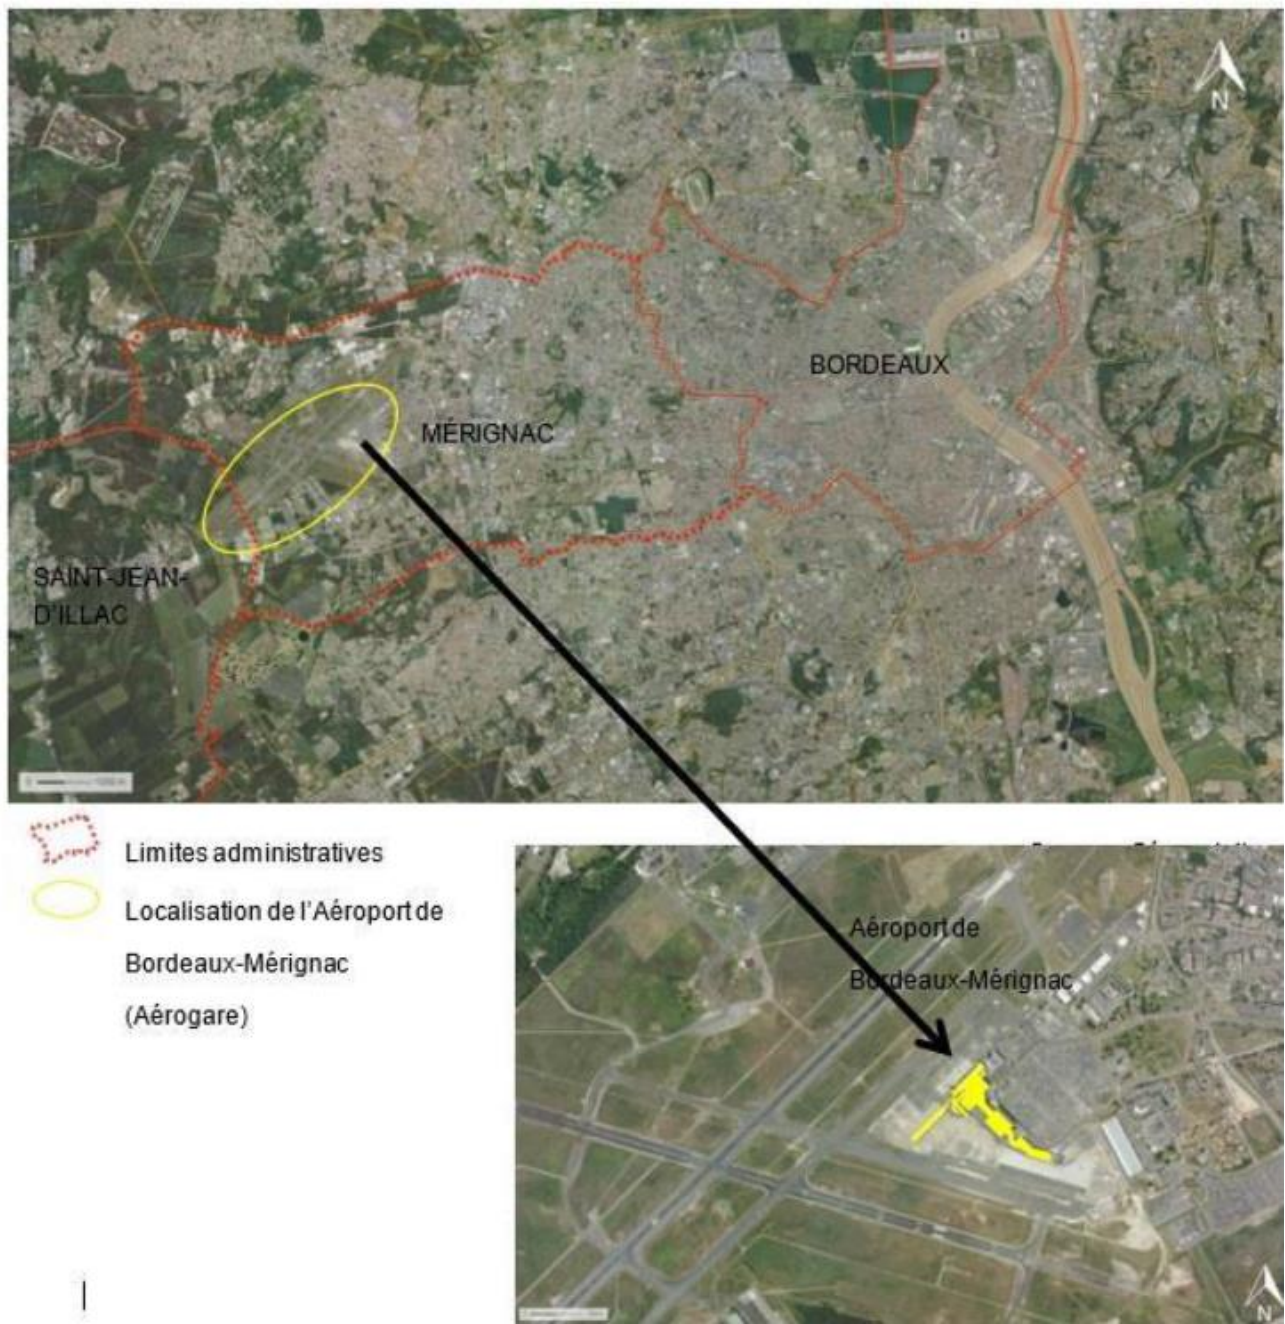 N
BORDEAUX
MÉRIGNAC
SAINT-JEAN-
D'ILLAC
Limites administratives
Localisation de l'Aéroport de
Bordeaux-Mérignac
(Aérogare)
Aéroport de
Bordeaux-Mérignac
N